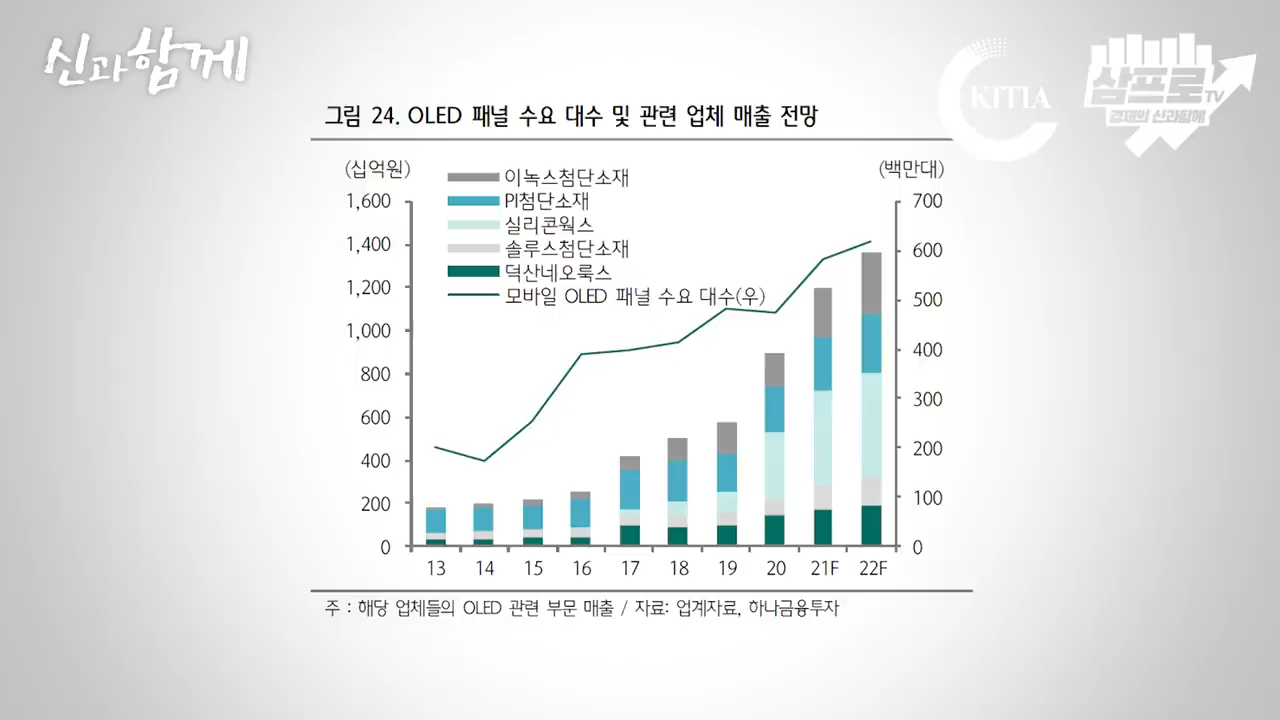 신과함께
KITIA
삼프로TV
경제의 신과함께
그림 24. OLED 패널 수요 대수 및 관련 업체 매출 전망
(십억원)
(백만대)
이녹스첨단소재
PI첨단소재
실리콘웍스
솔루스첨단소재
덕산네오룩스
모바일 OLED 패널 수요 대수(우)
1,600
1,400
1,200
1,000
800
600
400
200
0
700
600
500
400
300
200
100
0
13 14 15 16 17 18 19 20 21F 22F
주 : 해당 업체들의 OLED 관련 부문 매출 / 자료: 업계자료, 하나금융투자